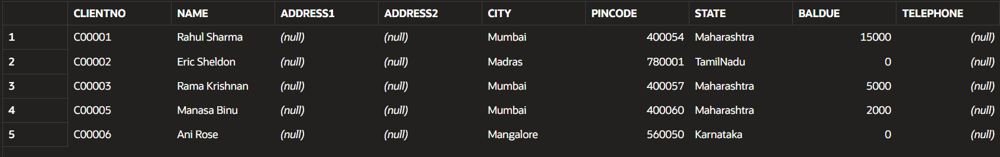 CLIENTNO NAME ADDRESS1 ADDRESS2 CITY PINCODE STATE BALDUE TELEPHONE
1 C00001 Rahul Sharma (null) (null) Mumbai 400054 Maharashtra 15000 (null)
2 C00002 Eric Sheldon (null) (null) Madras 780001 TamilNadu 0 (null)
3 C00003 Rama Krishnan (null) (null) Mumbai 400057 Maharashtra 5000 (null)
4 C00005 Manasa Binu (null) (null) Mumbai 400060 Maharashtra 2000 (null)
5 C00006 Ani Rose (null) (null) Mangalore 560050 Karnataka 0 (null)